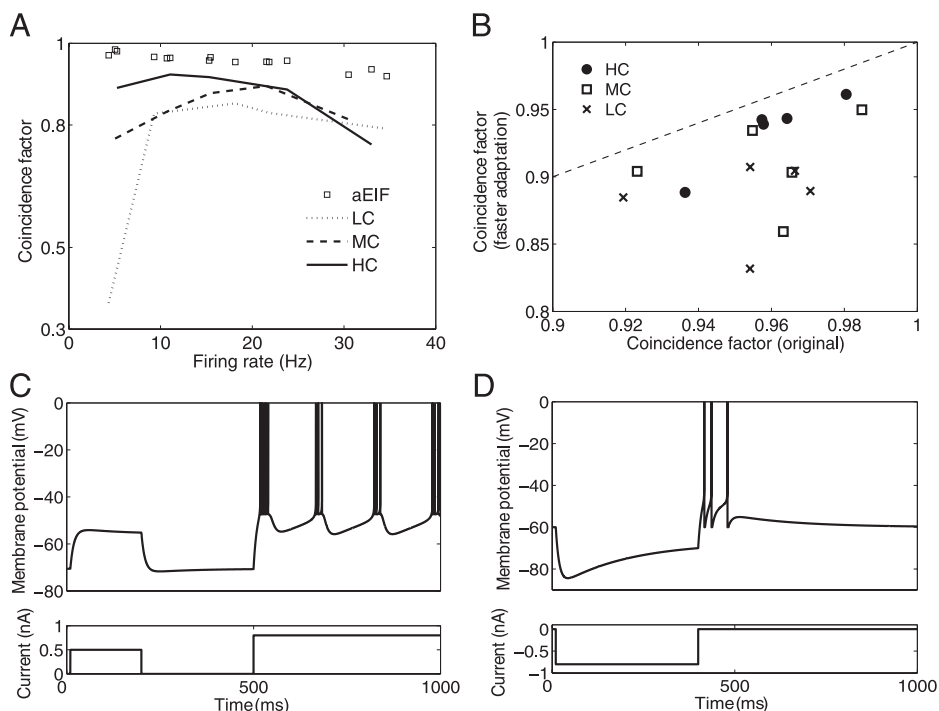 A
Coincidence factor
1
0.8
0.5
0.3
0
10
20
30
40
Firing rate (Hz)
aEIF
LC
MC
HC
B
Coincidence factor
(faster adaptation)
1
0.95
0.9
0.85
0.8
0.9
0.92
0.94
0.96
0.98
1
Coincidence factor (original)
HC
MC
LC
C
Membrane potential (mV)
0
−20
−40
−60
−80
Current (nA)
1
0.5
0
0
500
1000
Time (ms)
D
Membrane potential (mV)
0
−20
−40
−60
−80
Current (nA)
0
−0.5
−1
0
500
1000
Time (ms)